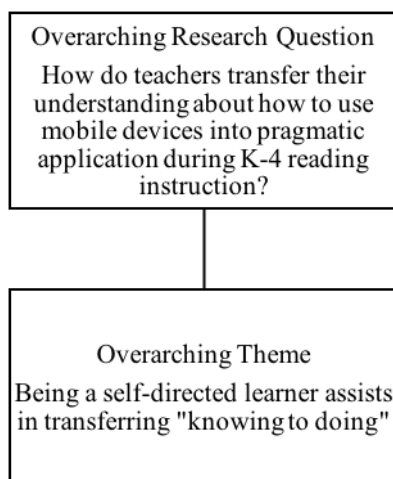 Overarching Research Question
How do teachers transfer their
understanding about how to use
mobile devices into pragmatic
application during K-4 reading
instruction?
Overarching Theme
Being a self-directed learner assists
in transferring "knowing to doing"